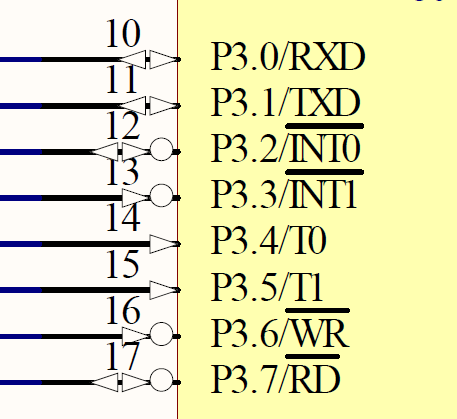 10 P3.0/RXD
11 P3.1/TXD
12 P3.2/INT0
13 P3.3/INT1
14 P3.4/T0
15 P3.5/T1
16 P3.6/WR
17 P3.7/RD